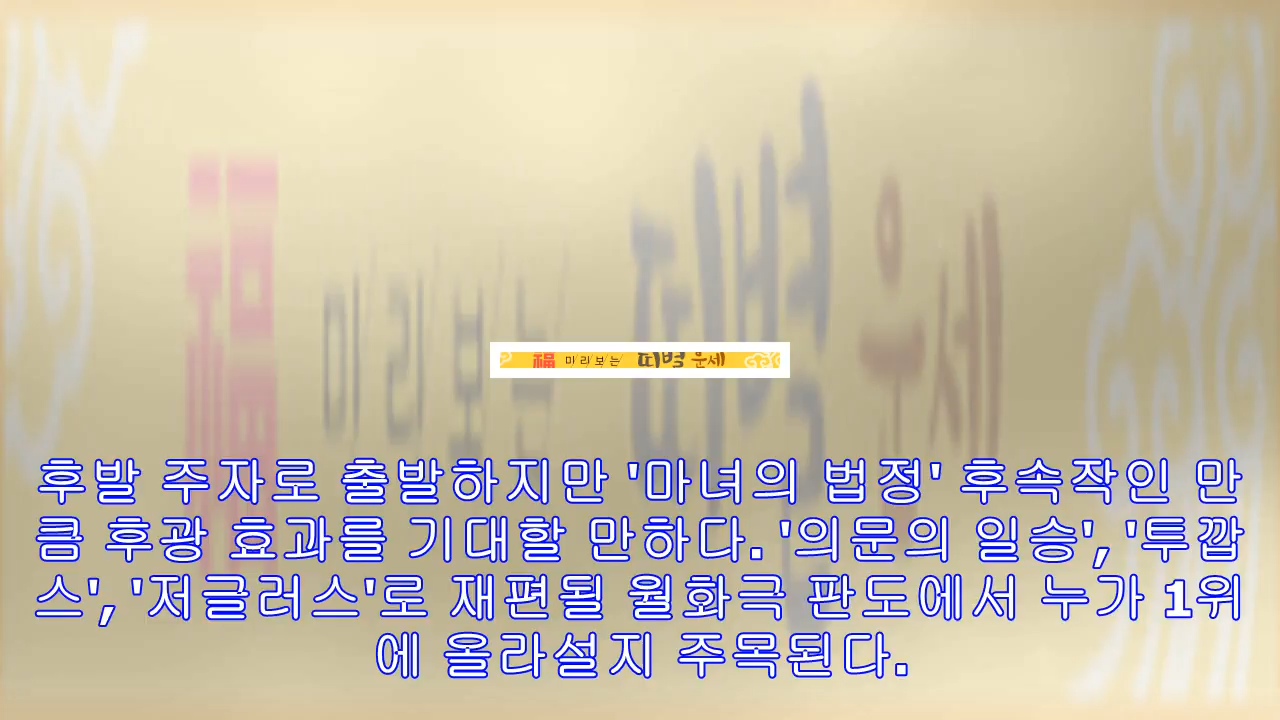 福 미리보는 띠별 운세
후발 주자로 출발하지만 '마녀의 법정' 후속작인 만
큼 후광 효과를 기대할 만하다. '의문의 일승', '투깝
스', '저글러스'로 재편될 월화극 판도에서 누가 1위
에 올라설지 주목된다.